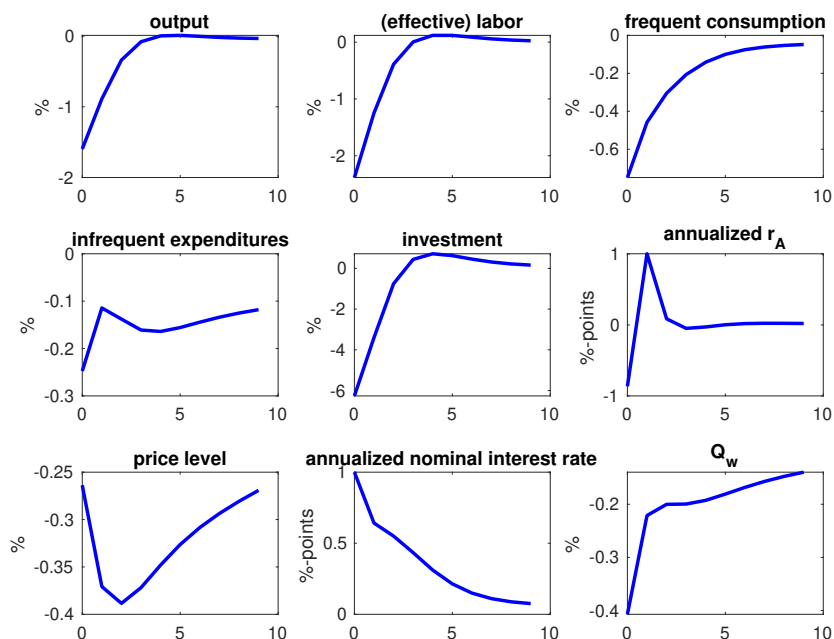 output
(effective) labor
frequent consumption
0
-1
-2
%
0 5 10
0
-1
-2
%
0 5 10
0
-0.2
-0.4
-0.6
%
0 5 10
infrequent expenditures
investment
annualized r_A
0
-0.1
-0.2
-0.3
%
0 5 10
0
-2
-4
-6
%
0 5 10
1
0
-1
%-points
0 5 10
price level
annualized nominal interest rate
Q_w
-0.25
-0.3
-0.35
-0.4
%
0 5 10
1
0.5
0
%-points
0 5 10
-0.2
-0.3
-0.4
%
0 5 10